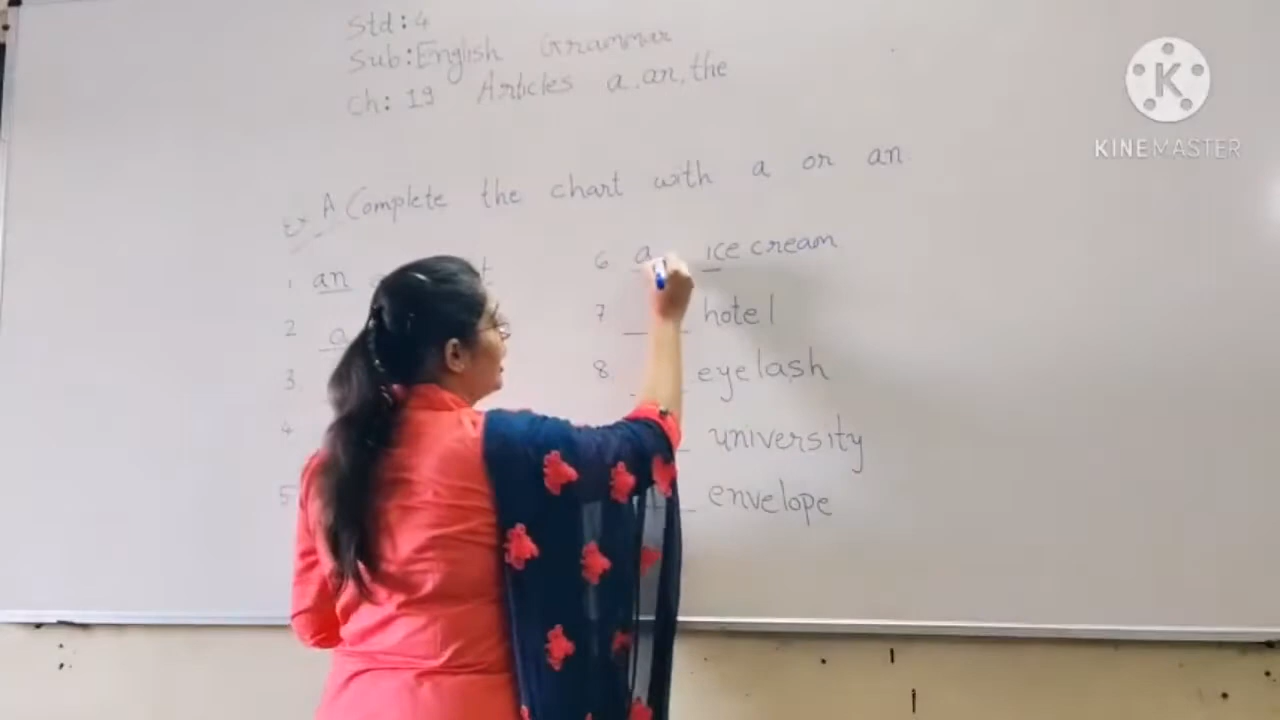 Std: 4
Sub: English Grammar
Ch: 19 Articles a, an, the
A Complete the chart with a or an.
1 an
2 a
3
4
5
6 a ice cream
7 hotel
8. eyelash
university
envelope
KINEMASTER